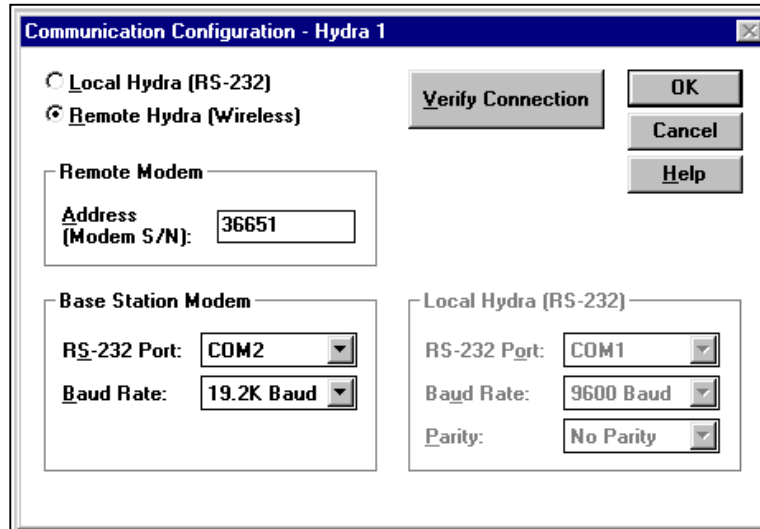 Communication Configuration - Hydra 1
Local Hydra (RS-232)
Remote Hydra (Wireless)
Verify Connection
OK
Cancel
Help
Remote Modem
Address
(Modem S/N):
36651
Base Station Modem
RS-232 Port: COM2
Baud Rate: 19.2K Baud
Local Hydra (RS-232)
RS-232 Port: COM1
Baud Rate: 9600 Baud
Parity: No Parity